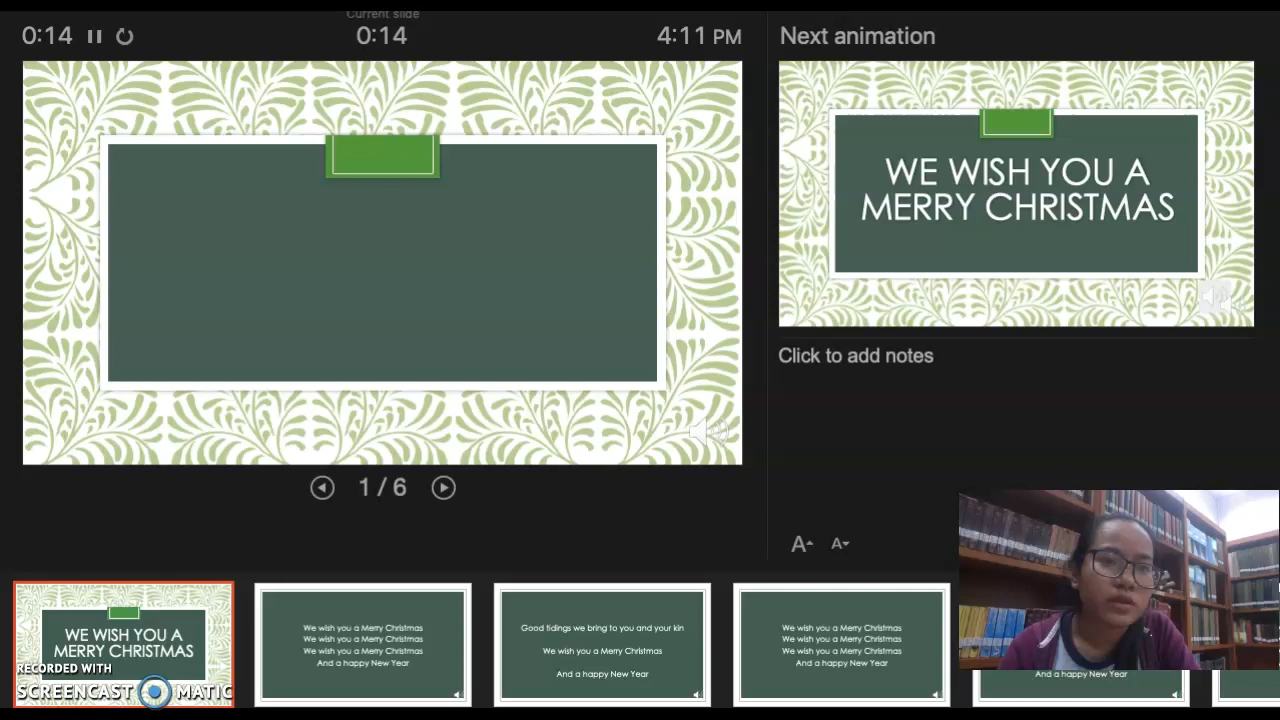 Current slide
0:14
0:14
4:11 PM
Next animation
WE WISH YOU A
MERRY CHRISTMAS
Click to add notes
1 / 6
A
A
WE WISH YOU A
MERRY CHRISTMAS
RECORDED WITH
SCREENCAST MATIC
We wish you a Merry Christmas
We wish you a Merry Christmas
We wish you a Merry Christmas
And a happy New Year
Good tidings we bring to you and your kin
We wish you a Merry Christmas
And a happy New Year
We wish you a Merry Christmas
We wish you a Merry Christmas
We wish you a Merry Christmas
And a happy New Year
And a happy New Year